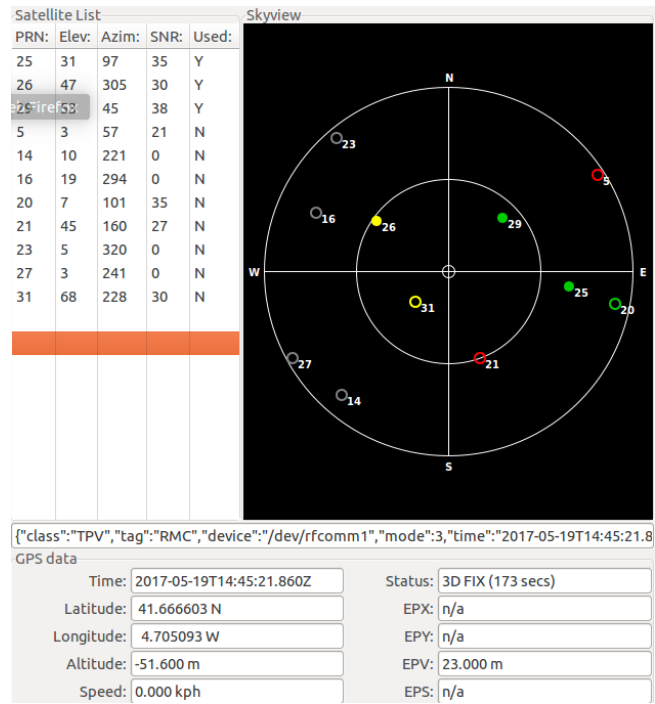 Satellite List
PRN: Elev: Azim: SNR: Used:
25 31 97 35 Y
26 47 305 30 Y
29 58 45 38 Y
5 3 57 21 N
14 10 221 0 N
16 19 294 0 N
20 7 101 35 N
21 45 160 27 N
23 5 320 0 N
27 3 241 0 N
31 68 228 30 N
Skyview
N
23
5
16
26
29
W
E
25
31
20
27
21
14
S
{"class":"TPV","tag":"RMC","device":"/dev/rfcomm1","mode":3,"time":"2017-05-19T14:45:21.8
GPS data
Time: 2017-05-19T14:45:21.860Z Status: 3D FIX (173 secs)
Latitude: 41.666603 N EPX: n/a
Longitude: 4.705093 W EPY: n/a
Altitude: -51.600 m EPV: 23.000 m
Speed: 0.000 kph EPS: n/a